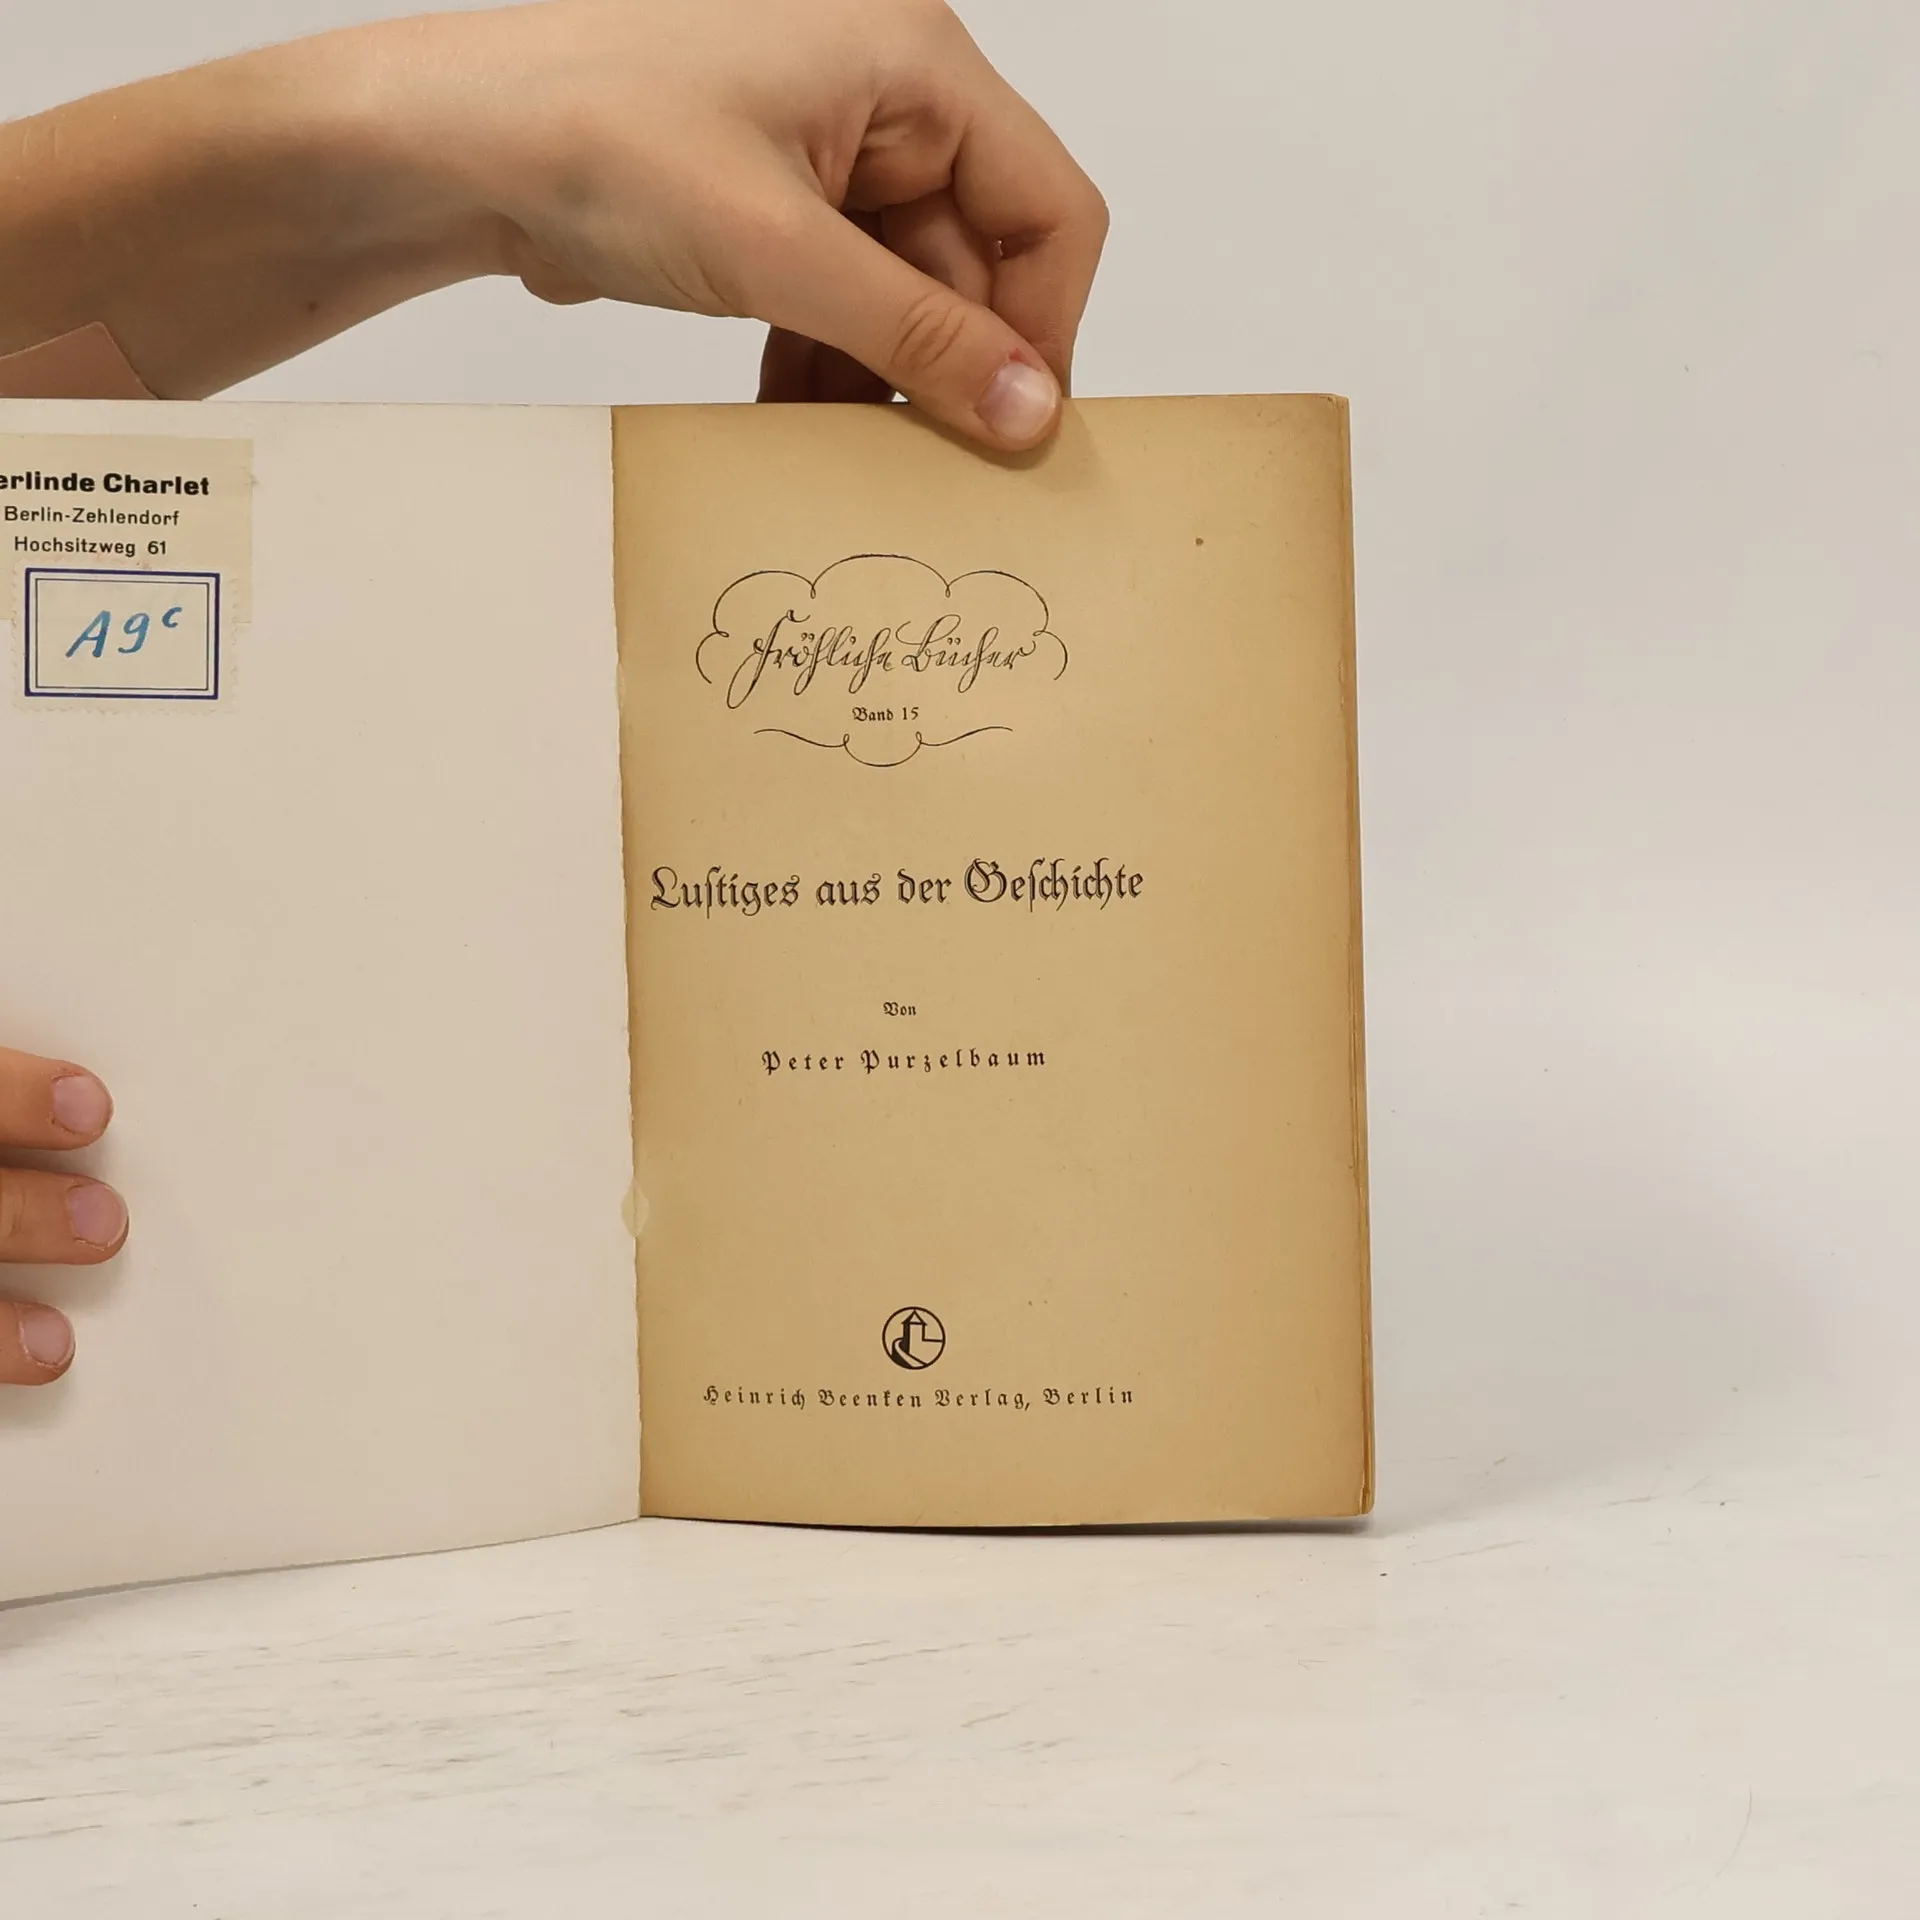 erlinde Charlet
Berlin-Zehlendorf
Hochsitzweg 61
A9c
Fröhliche Bücher
Band 15
Luſtiges aus der Geſchichte
Von
Peter Purzelbaum
Heinrich Beenken Verlag, Berlin